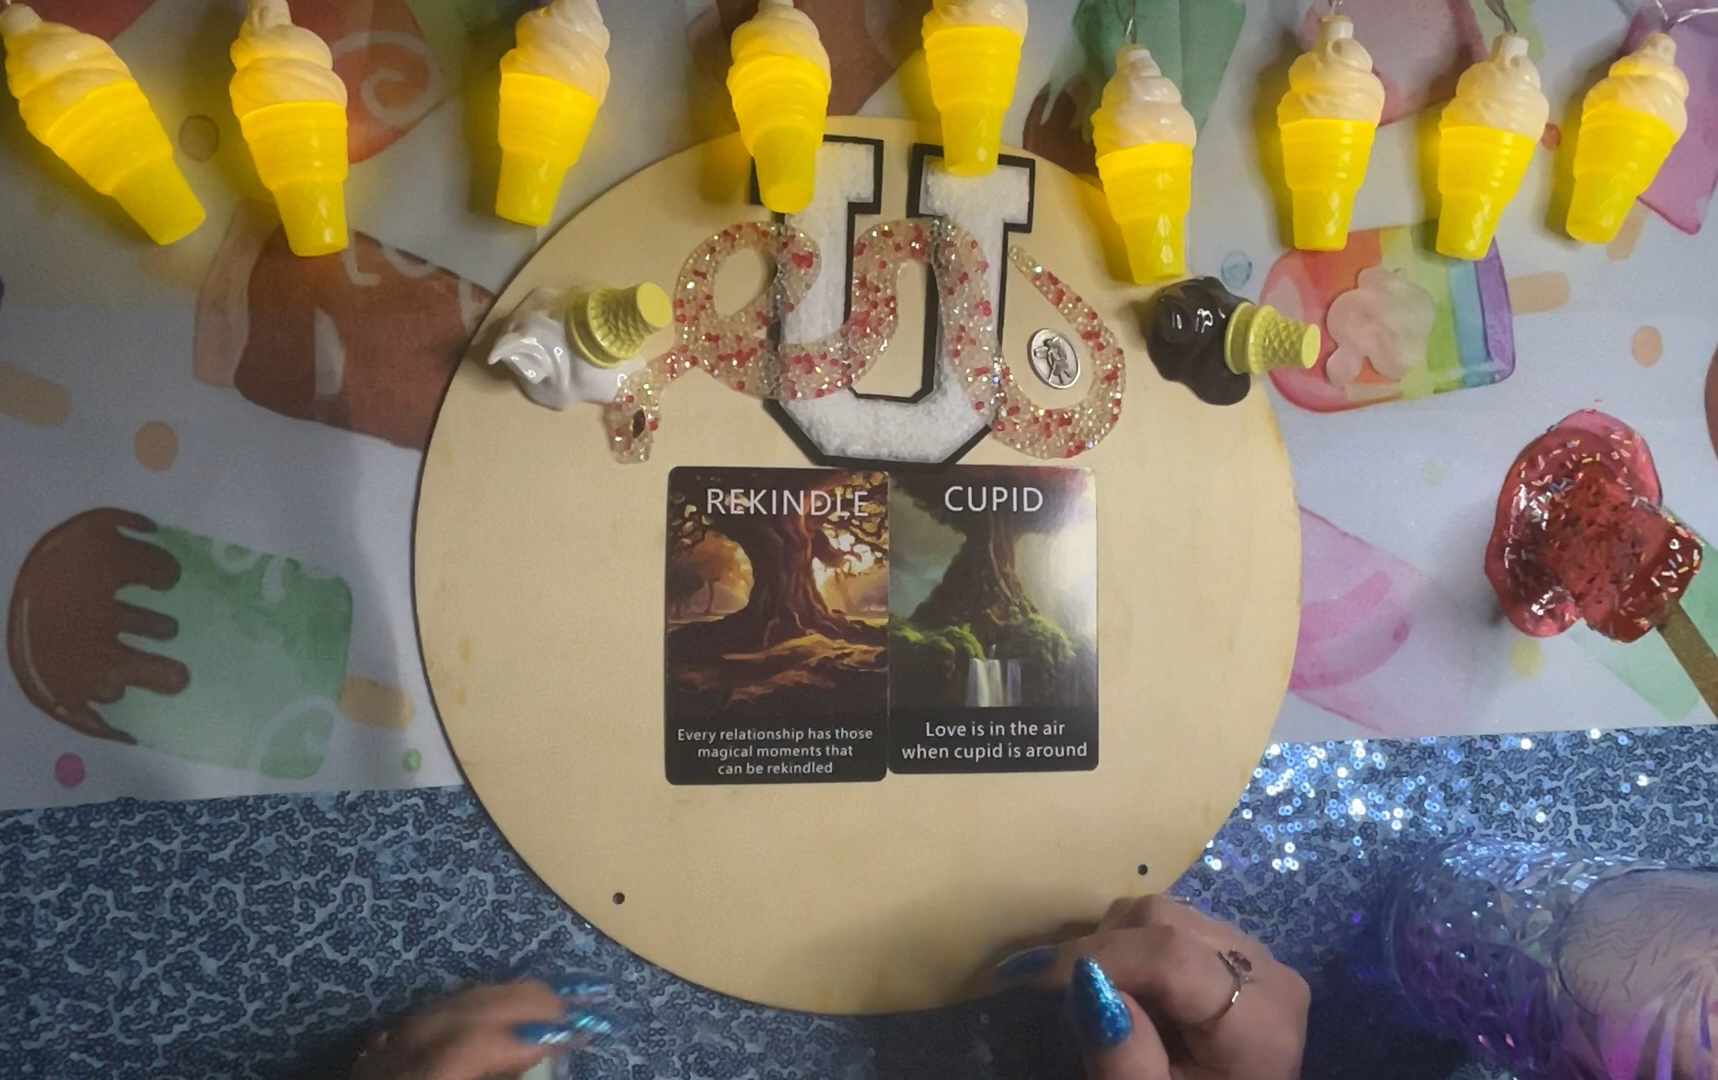 U
REKINDLE
Every relationship has those
magical moments that
can be rekindled
CUPID
Love is in the air
when cupid is around